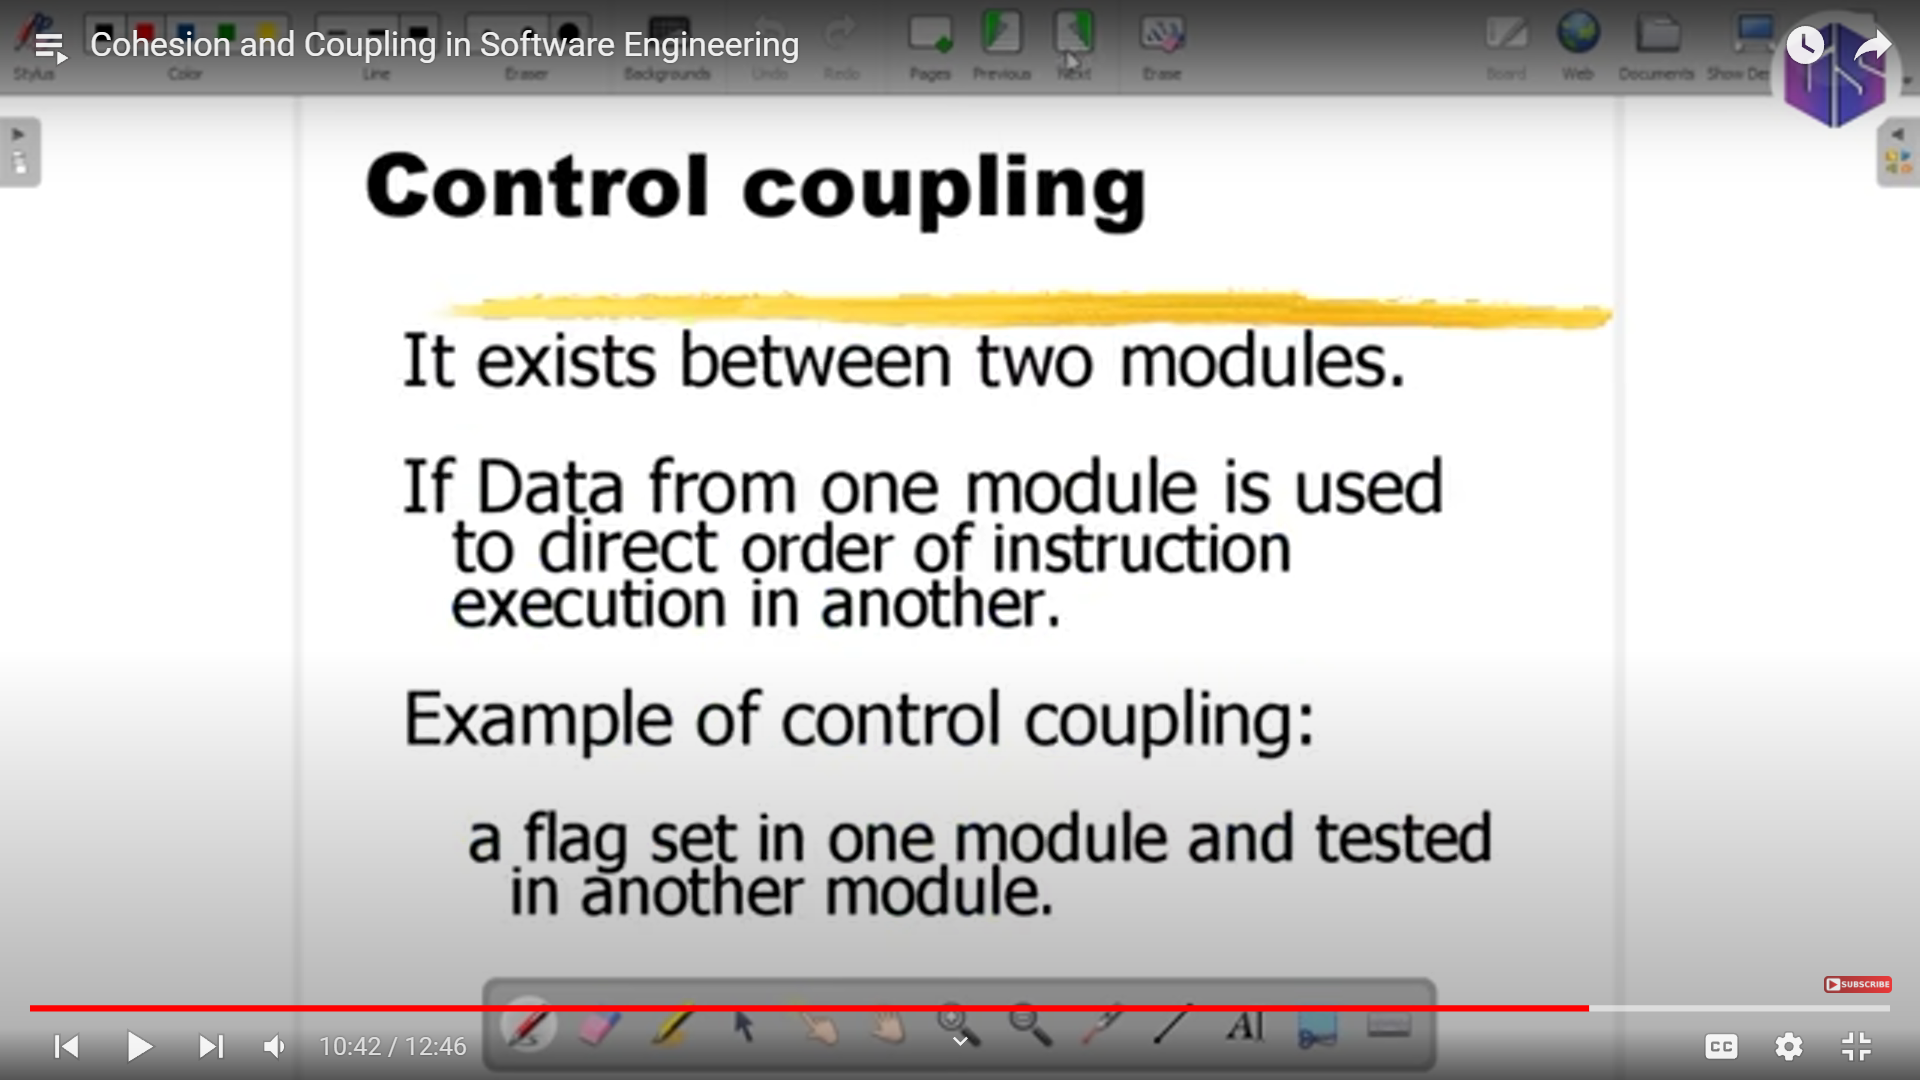 Cohesion and Coupling in Software Engineering
Stylus
Color
Line
Eraser
Backgrounds
Undo
Redo
Pages
Previous
Next
Erase
Board
Web
Documents
Control coupling
It exists between two modules.
If Data from one module is used
to direct order of instruction
execution in another.
Example of control coupling:
a flag set in one module and tested
in another module.
SUBSCRIBE
10:42 / 12:46
A
CC